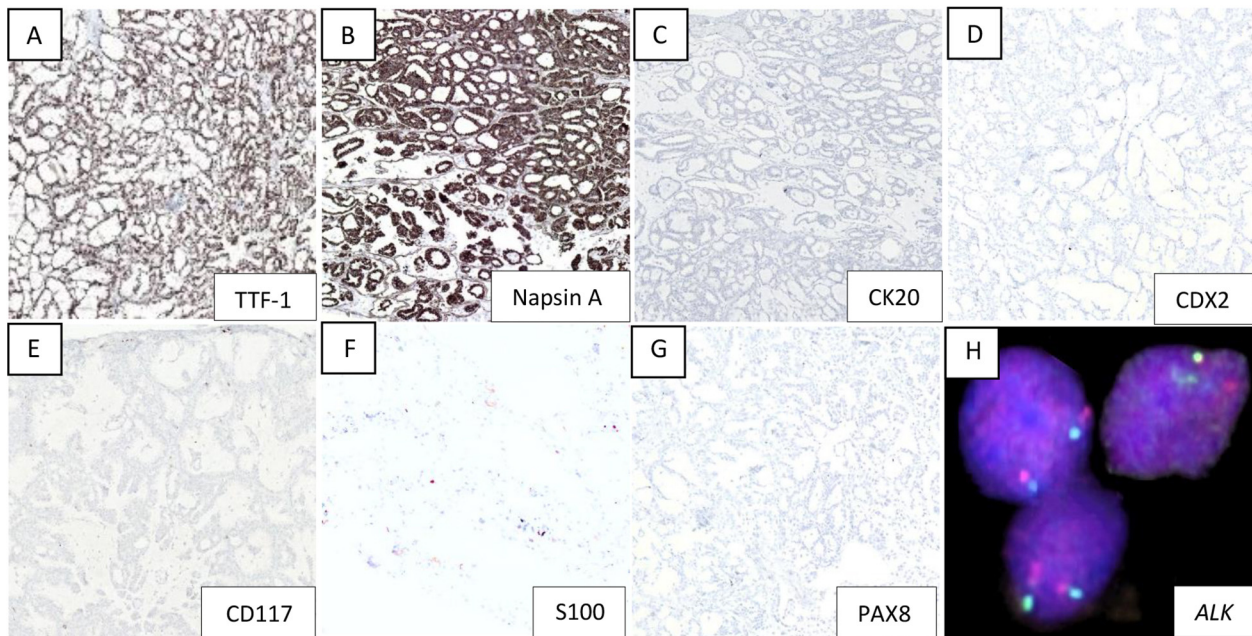 A
B
C
D
TTF-1
Napsin A
CK20
CDX2
E
F
G
H
CD117
S100
PAX8
ALK